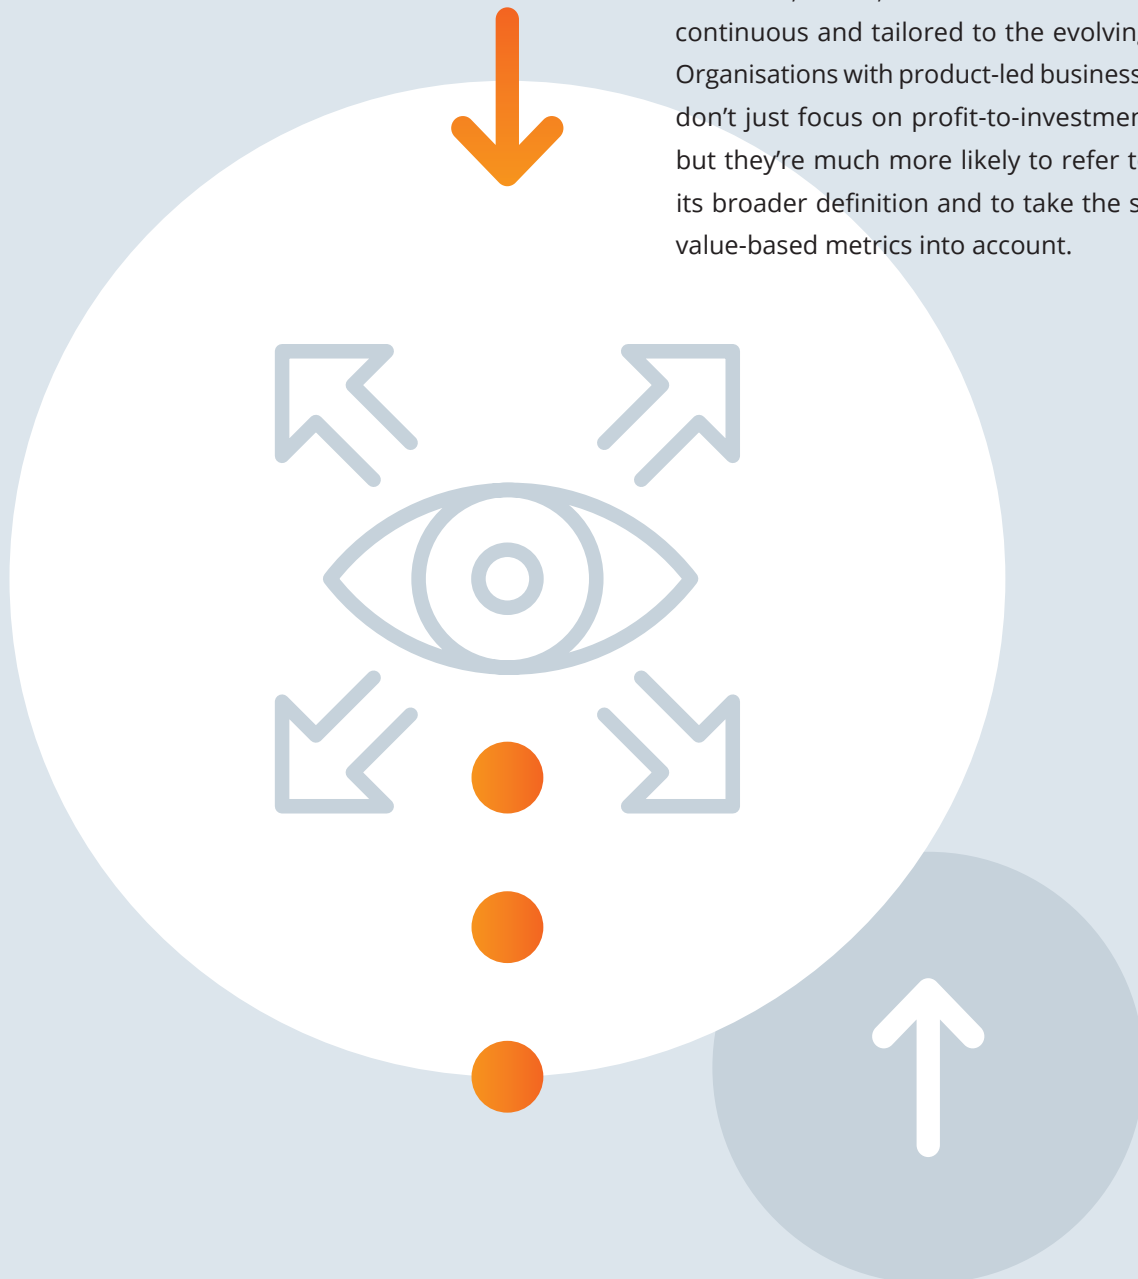 continuous and tailored to the evolving
Organisations with product-led business
don’t just focus on profit-to-investmen
but they’re much more likely to refer t
its broader definition and to take the s
value-based metrics into account.